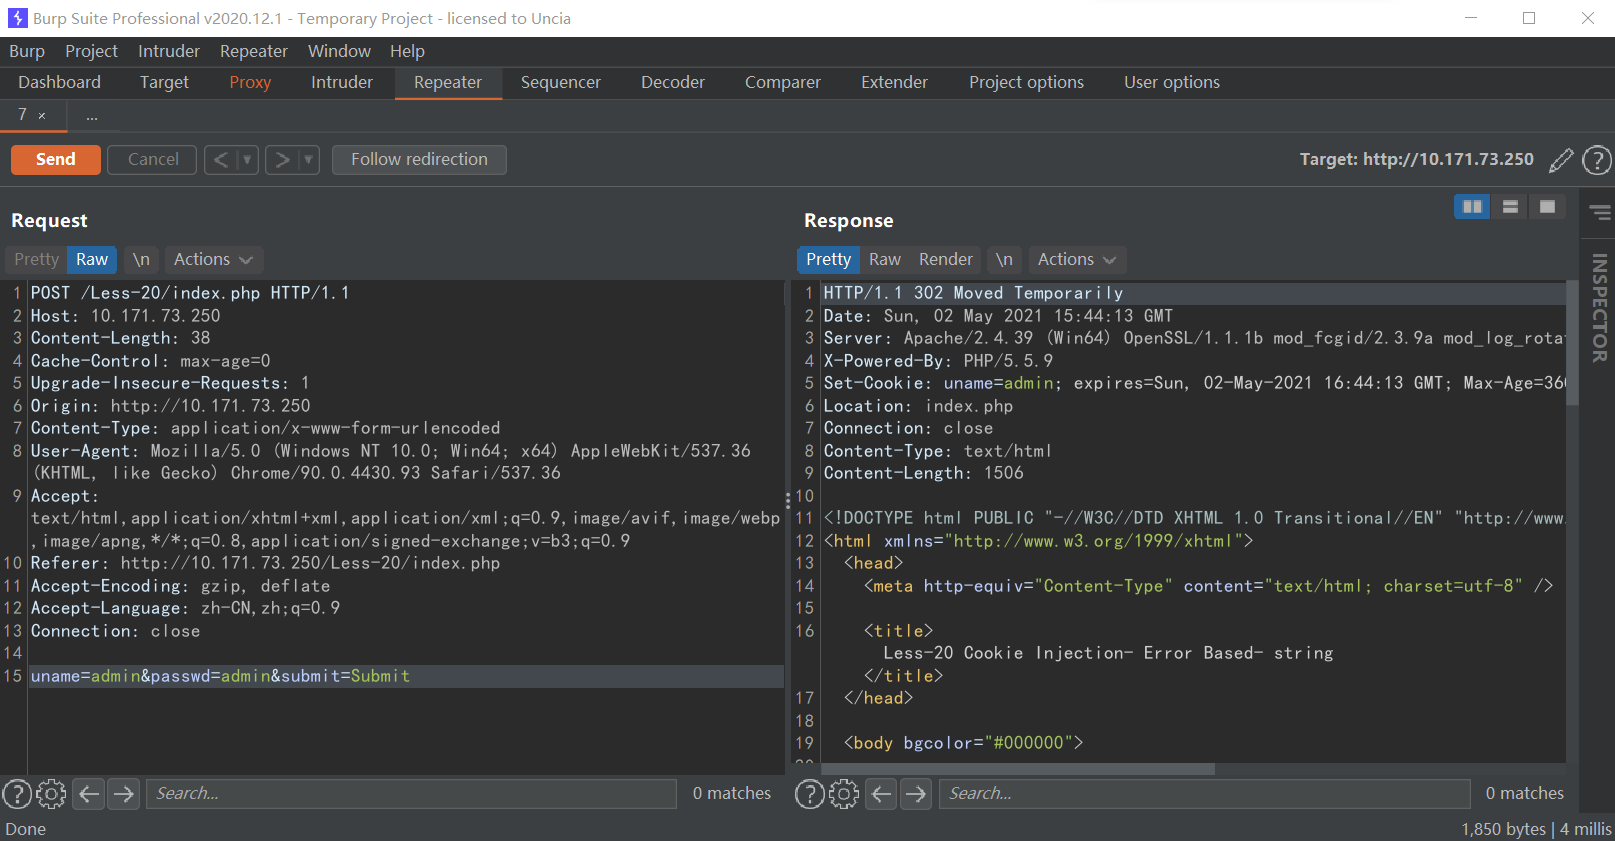 Burp Suite Professional v2020.12.1 - Temporary Project - licensed to Uncia
Burp Project Intruder Repeater Window Help
Dashboard Target Proxy Intruder Repeater Sequencer Decoder Comparer Extender Project options User options
7 × ...
Send Cancel < > Follow redirection Target: http://10.171.73.250 ?
Request
Pretty Raw \n Actions
1 POST /Less-20/index.php HTTP/1.1
2 Host: 10.171.73.250
3 Content-Length: 38
4 Cache-Control: max-age=0
5 Upgrade-Insecure-Requests: 1
6 Origin: http://10.171.73.250
7 Content-Type: application/x-www-form-urlencoded
8 User-Agent: Mozilla/5.0 (Windows NT 10.0; Win64; x64) AppleWebKit/537.36
(KHTML, like Gecko) Chrome/90.0.4430.93 Safari/537.36
9 Accept:
text/html,application/xhtml+xml,application/xml;q=0.9,image/avif,image/webp
,image/apng,*/*;q=0.8,application/signed-exchange;v=b3;q=0.9
10 Referer: http://10.171.73.250/Less-20/index.php
11 Accept-Encoding: gzip, deflate
12 Accept-Language: zh-CN,zh;q=0.9
13 Connection: close
14
15 uname=admin&passwd=admin&submit=Submit
? Search... 0 matches
Response
Pretty Raw Render \n Actions
1 HTTP/1.1 302 Moved Temporarily
2 Date: Sun, 02 May 2021 15:44:13 GMT
3 Server: Apache/2.4.39 (Win64) OpenSSL/1.1.1b mod_fcgid/2.3.9a mod_log_rota
4 X-Powered-By: PHP/5.5.9
5 Set-Cookie: uname=admin; expires=Sun, 02-May-2021 16:44:13 GMT; Max-Age=36
6 Location: index.php
7 Connection: close
8 Content-Type: text/html
9 Content-Length: 1506
10
11 <!DOCTYPE html PUBLIC "-//W3C//DTD XHTML 1.0 Transitional//EN" "http://www.
12 <html xmlns="http://www.w3.org/1999/xhtml">
13 <head>
14 <meta http-equiv="Content-Type" content="text/html; charset=utf-8" />
15
16 <title>
Less-20 Cookie Injection- Error Based- string
</title>
17 </head>
18
19 <body bgcolor="#000000">
? Search... 0 matches
INSPECTOR
Done 1,850 bytes | 4 millis